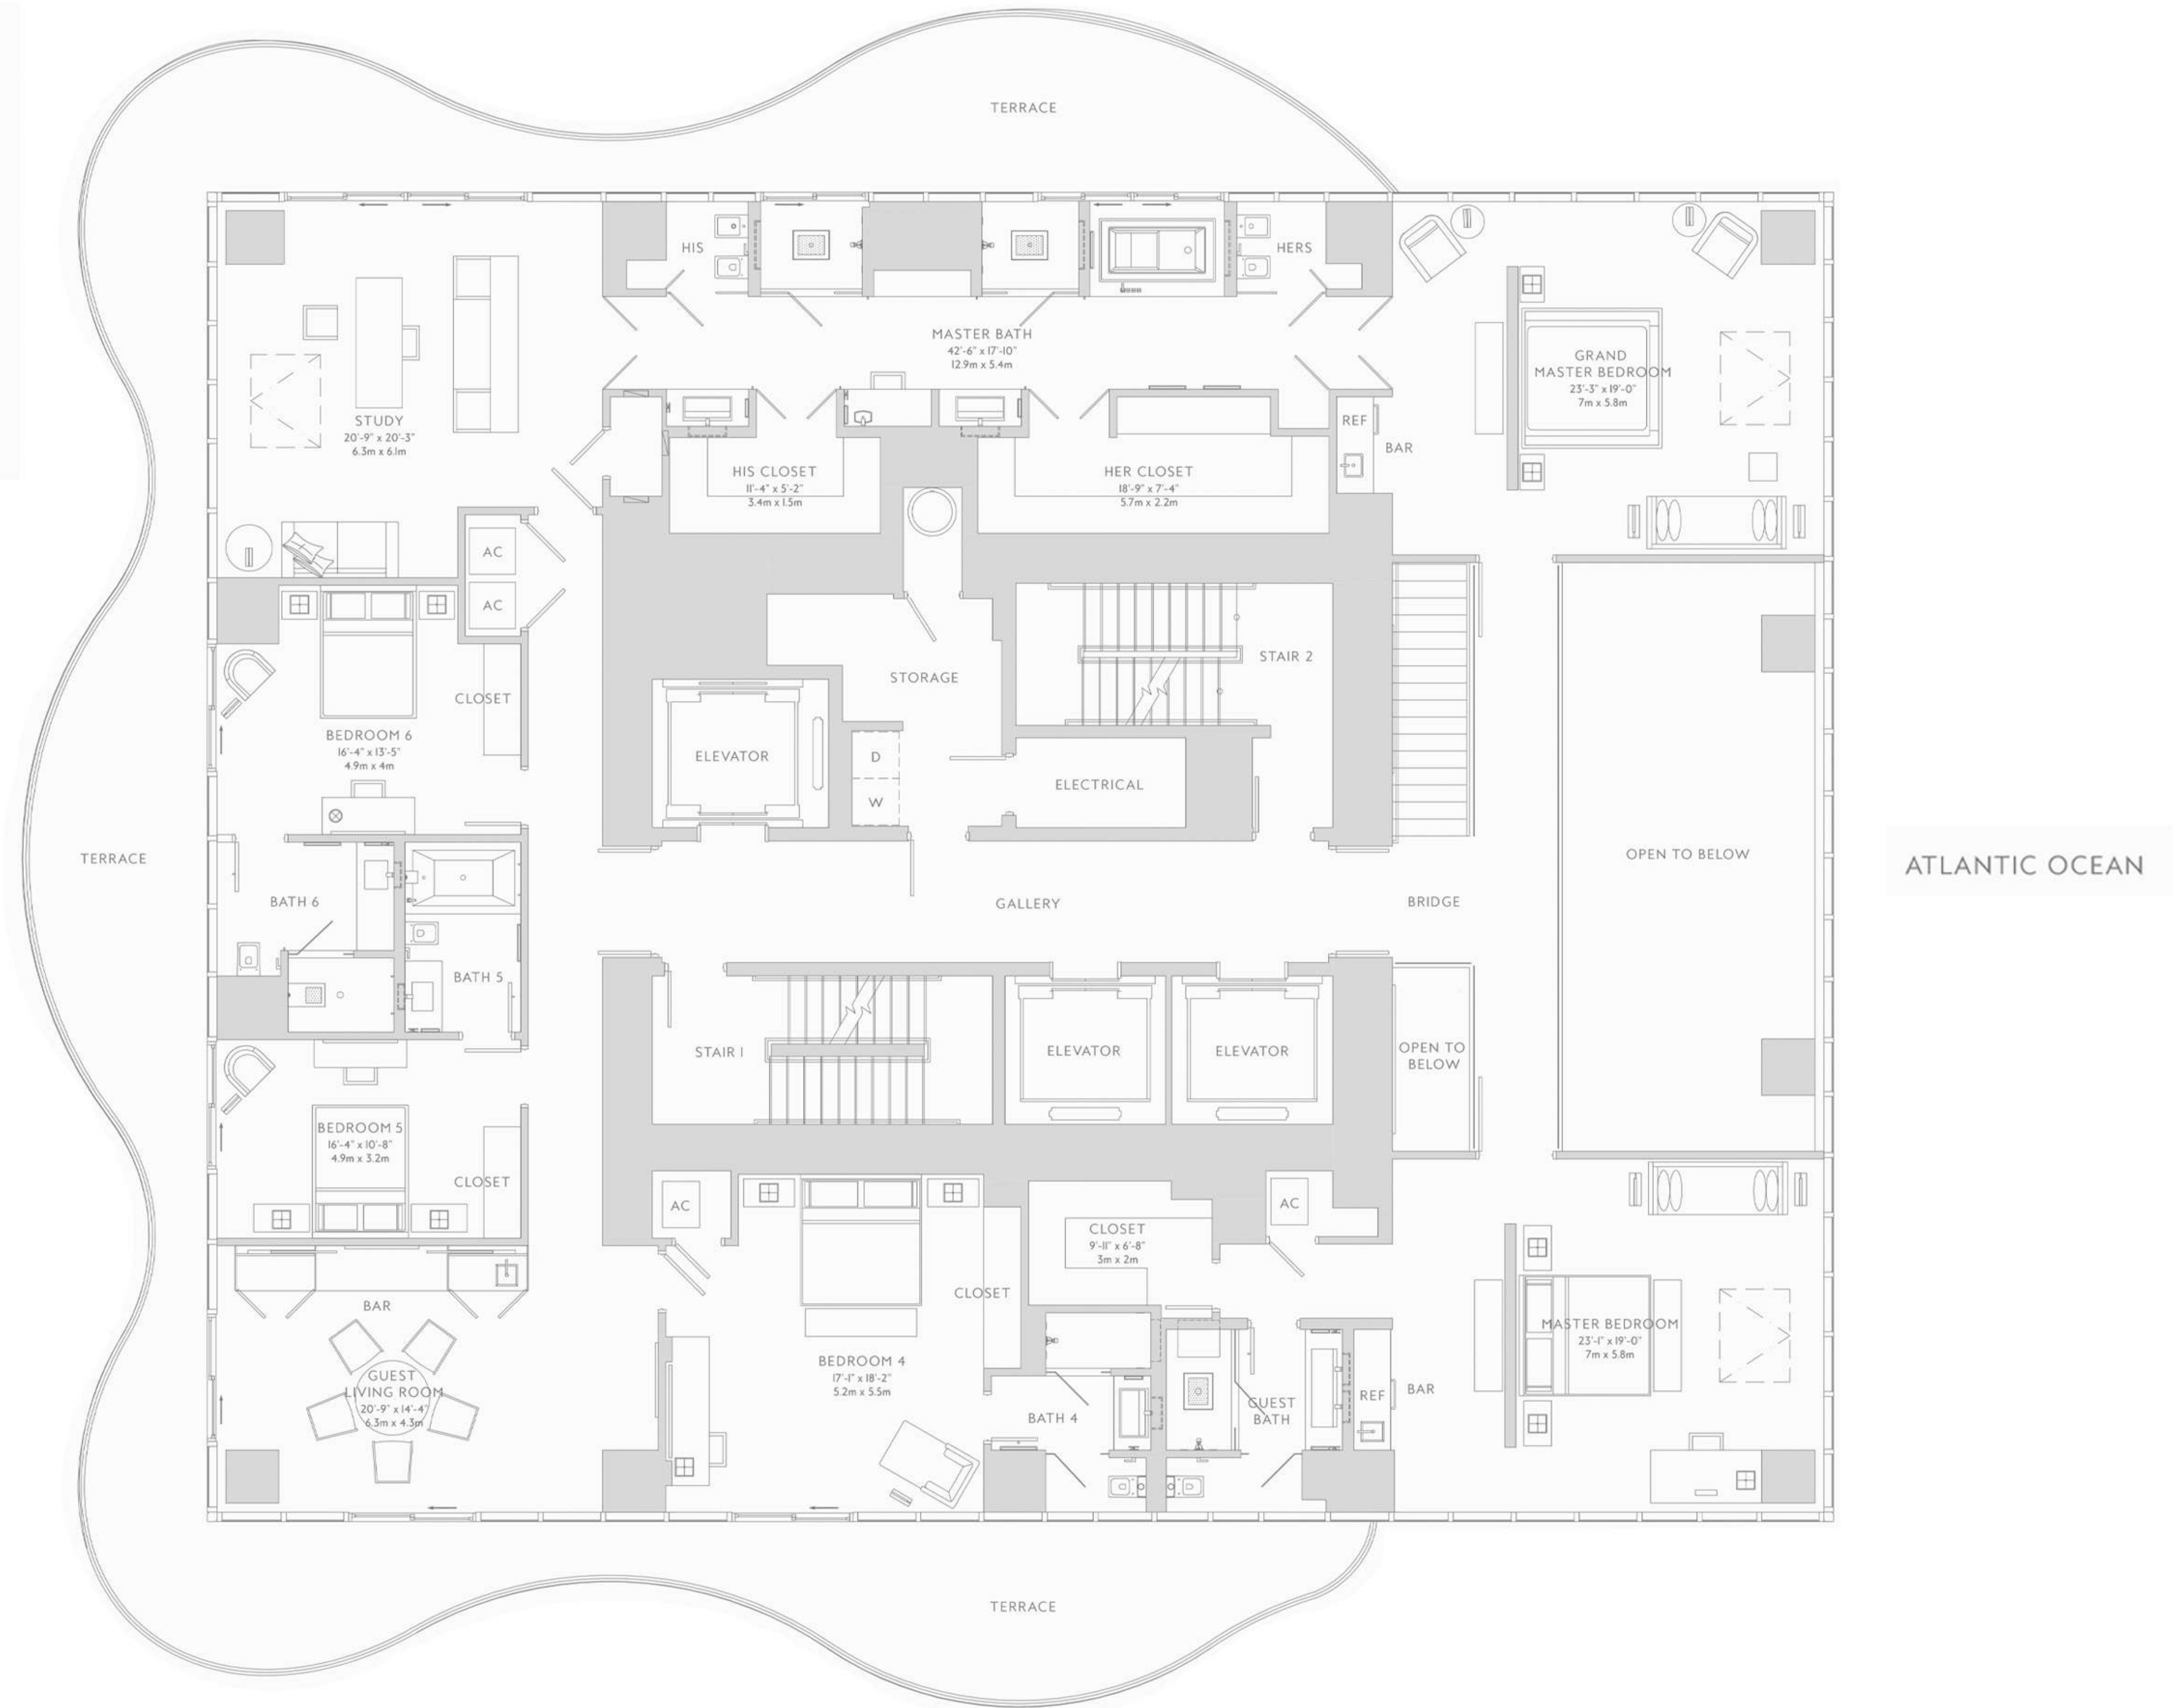 TERRACE
HIS
HERS
MASTER BATH
42'-6" x 17'-10"
12.9m x 5.4m
GRAND
MASTER BEDROOM
23'-3" x 19'-0"
7m x 5.8m
STUDY
20'-9" x 20'-3"
6.3m x 6.1m
REF
BAR
HIS CLOSET
11'-4" x 5'-2"
3.4m x 1.5m
HER CLOSET
18'-9" x 7'-4"
5.7m x 2.2m
AC
AC
STORAGE
STAIR 2
CLOSET
BEDROOM 6
16'-4" x 13'-5"
4.9m x 4m
ELEVATOR
D
W
ELECTRICAL
TERRACE
OPEN TO BELOW
ATLANTIC OCEAN
BATH 6
GALLERY
BRIDGE
BATH 5
STAIR 1
ELEVATOR
ELEVATOR
OPEN TO
BELOW
BEDROOM 5
16'-4" x 10'-8"
4.9m x 3.2m
CLOSET
AC
AC
CLOSET
9'-11" x 6'-8"
3m x 2m
CLOSET
BAR
MASTER BEDROOM
23'-1" x 19'-0"
7m x 5.8m
GUEST
LIVING ROOM
20'-9" x 14'-4"
6.3m x 4.3m
BEDROOM 4
17'-1" x 18'-2"
5.2m x 5.5m
BATH 4
GUEST
BATH
REF
BAR
TERRACE